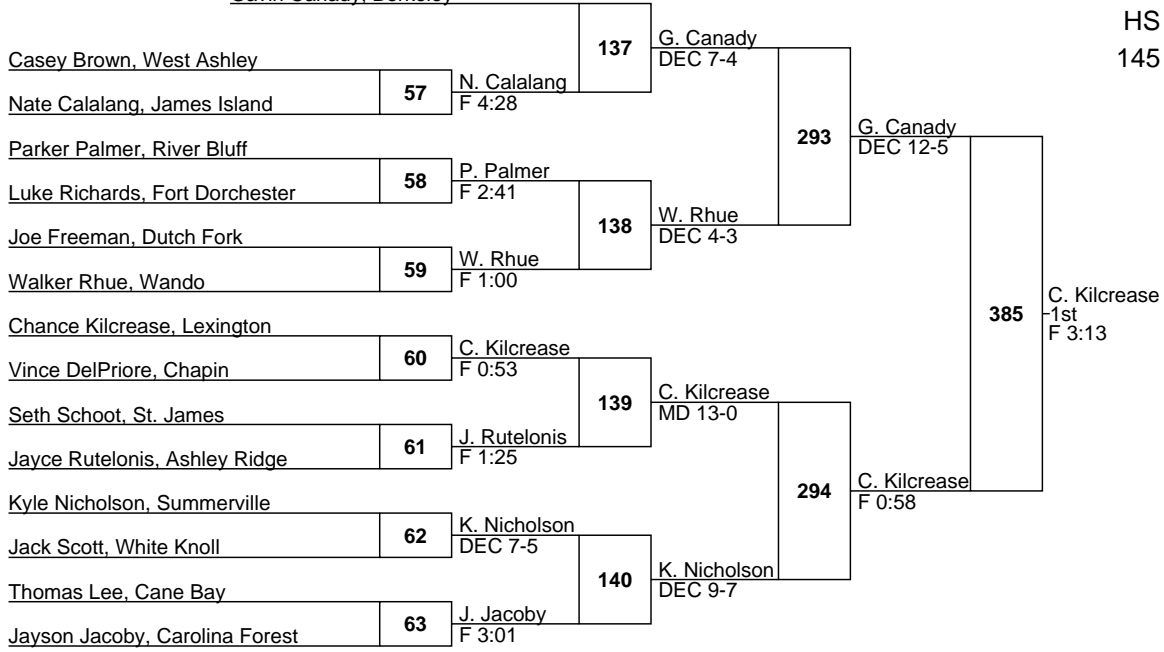 Gavin Canady, Berkeley
HS
145
137
G. Canady
DEC 7-4
Casey Brown, West Ashley
57
N. Calalang
F 4:28
Nate Calalang, James Island
293
G. Canady
DEC 12-5
Parker Palmer, River Bluff
58
P. Palmer
F 2:41
Luke Richards, Fort Dorchester
138
W. Rhue
DEC 4-3
Joe Freeman, Dutch Fork
59
W. Rhue
F 1:00
Walker Rhue, Wando
385
C. Kilcrease
1st
F 3:13
Chance Kilcrease, Lexington
60
C. Kilcrease
F 0:53
Vince DelPriore, Chapin
139
C. Kilcrease
MD 13-0
Seth Schoot, St. James
61
J. Rutelonis
F 1:25
Jayce Rutelonis, Ashley Ridge
294
C. Kilcrease
F 0:58
Kyle Nicholson, Summerville
62
K. Nicholson
DEC 7-5
Jack Scott, White Knoll
140
K. Nicholson
DEC 9-7
Thomas Lee, Cane Bay
63
J. Jacoby
F 3:01
Jayson Jacoby, Carolina Forest